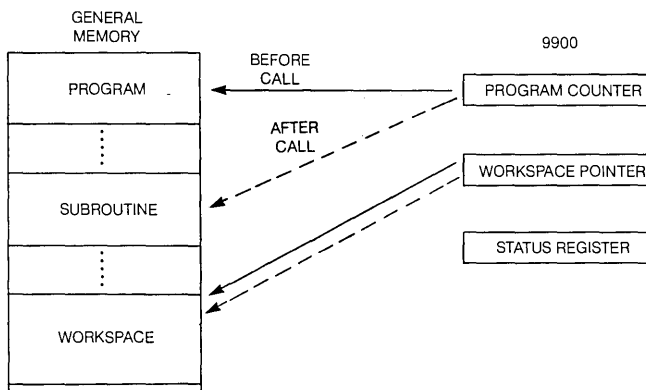 GENERAL
MEMORY
9900
BEFORE
CALL
PROGRAM
PROGRAM COUNTER
AFTER
CALL
WORKSPACE POINTER
SUBROUTINE
STATUS REGISTER
WORKSPACE